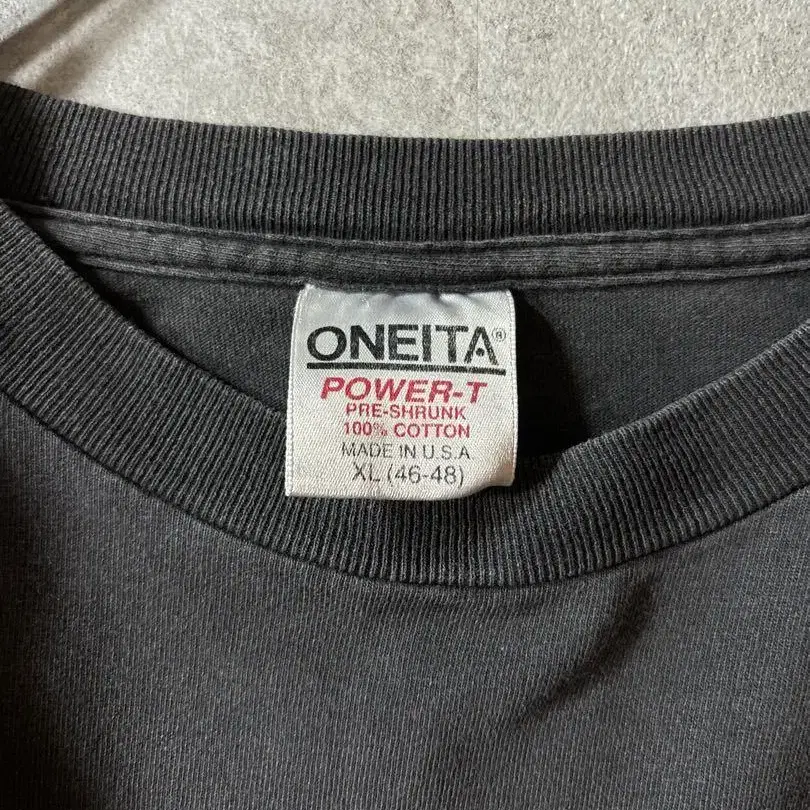 ONEITA®
POWER-T
PRE-SHRUNK
100% COTTON
MADE IN U.S.A
XL (46-48)